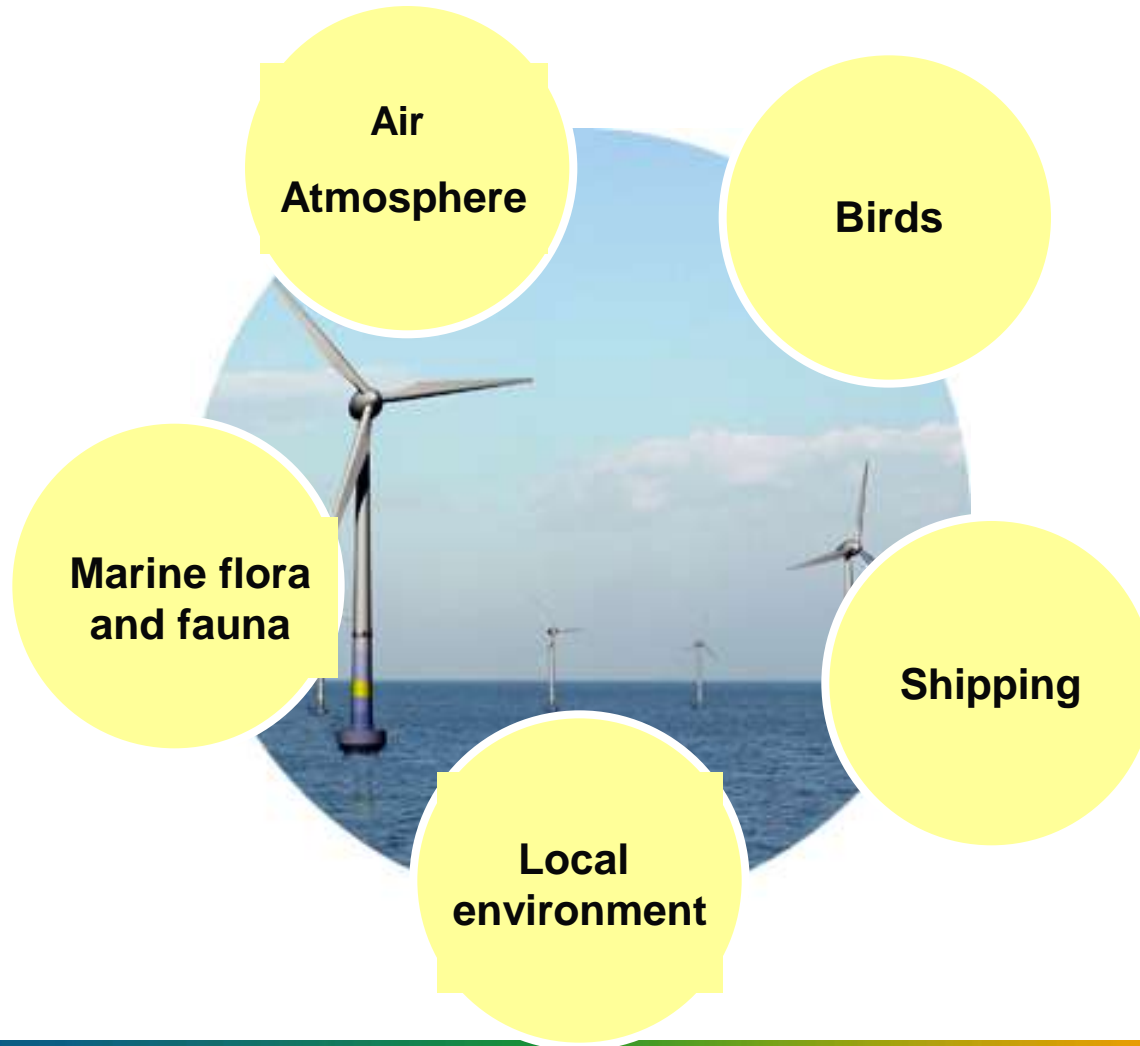 Air
Atmosphere
Birds
Marine flora
and fauna
Shipping
Local
environment